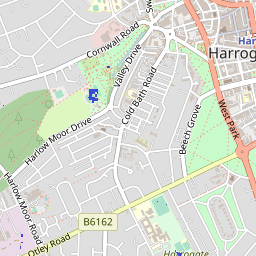 Cornwall Road
Valley Drive
Cold Bath Road
Harrog
Beech Grove
West Park
Harlow Moor Drive
Harlow Moor Road
B6162
Otley Road
Harrogate